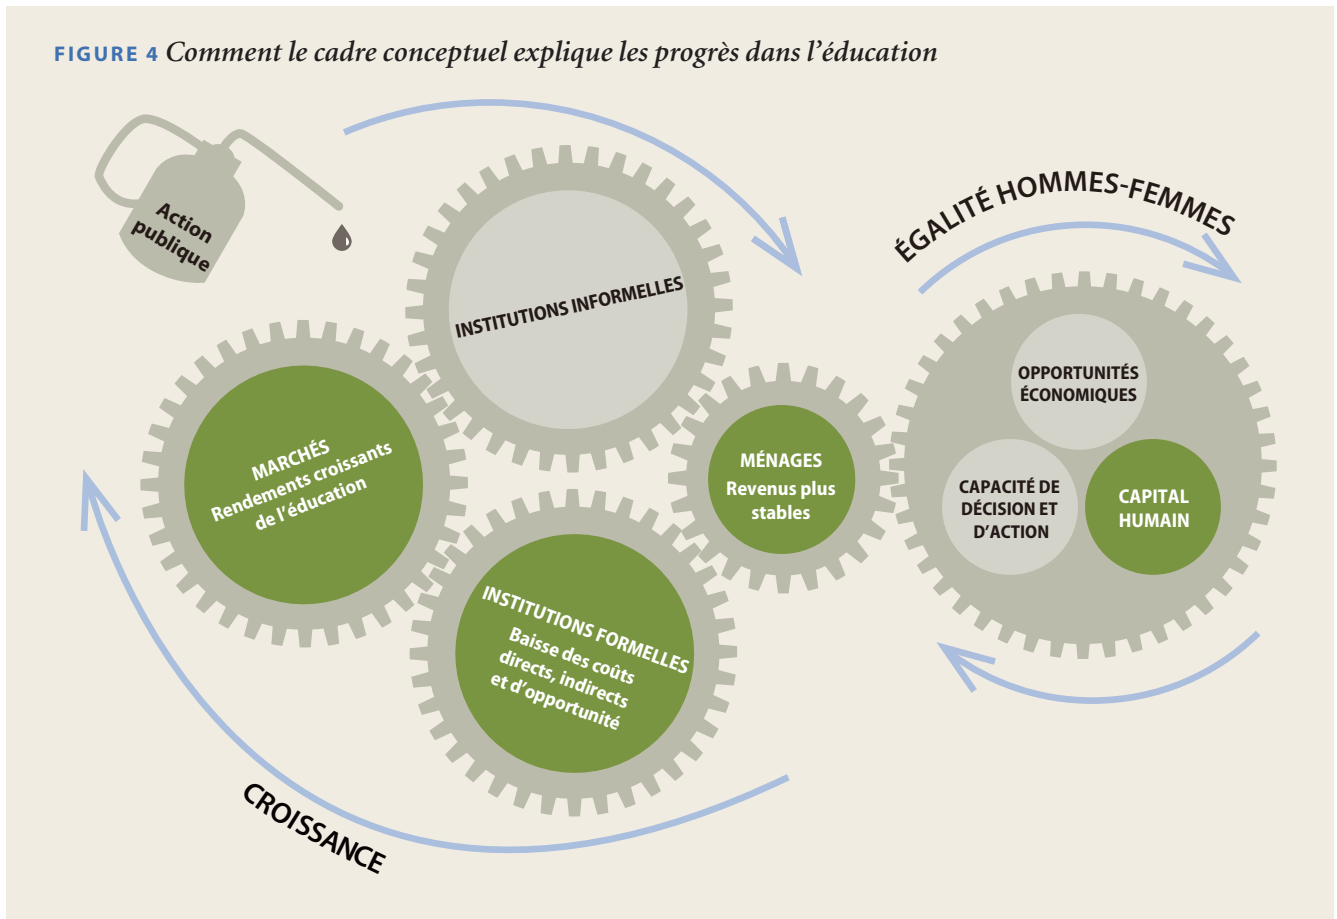 FIGURE 4 Comment le cadre conceptuel explique les progrès dans l’éducation
Action
publique
INSTITUTIONS INFORMELLES
ÉGALITÉ HOMMES-FEMMES
OPPORTUNITÉS
ÉCONOMIQUES
MARCHÉS
Rendements croissants
de l’éducation
MÉNAGES
Revenus plus
stables
CAPACITÉ DE
DÉCISION ET
D’ACTION
CAPITAL
HUMAIN
INSTITUTIONS FORMELLES
Baisse des coûts
directs, indirects
et d’opportunité
CROISSANCE